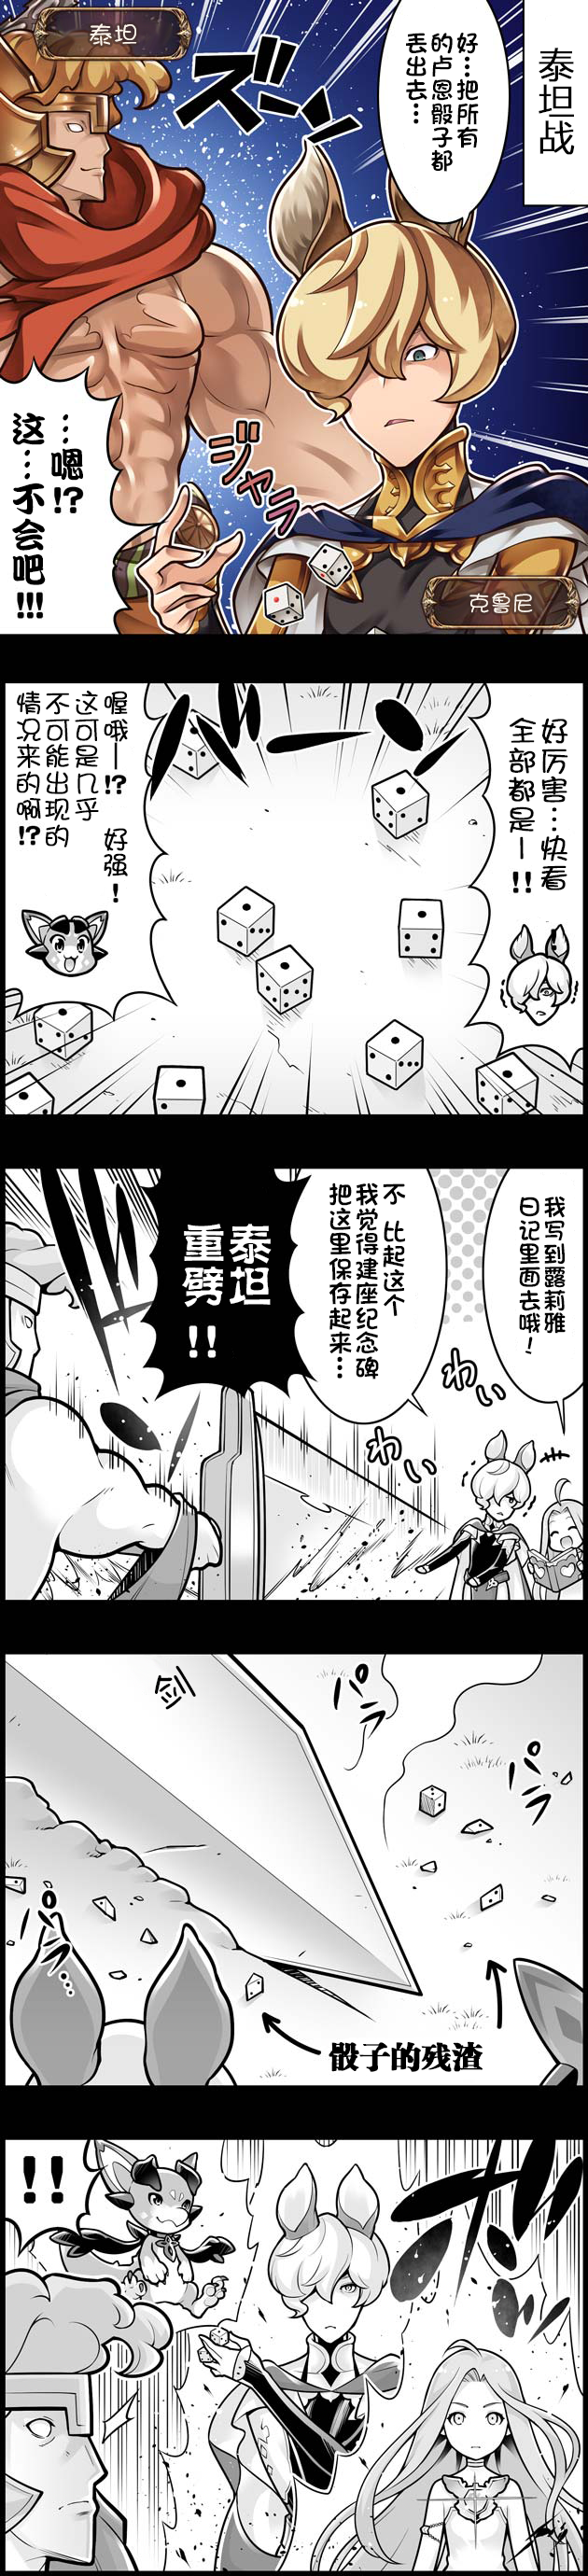 泰坦战
好…把所有
的卢恩骰子都
丢出去…
泰坦
ズーン
ジャラ
…嗯!?
这…不会吧!!!
克鲁尼
好厉害…快看
全部都是一!!
バーン
喔哦—!? 好强!
这可是几乎
不可能出现的
情况来的啊!?
我写到露莉雅
日记里面去哦!
不 比起这个
我觉得建座纪念碑
把这里保存起来…
わい
わい
泰坦
重劈!!
剑
パラ
パラ
パラ…
骰子的残渣
!!